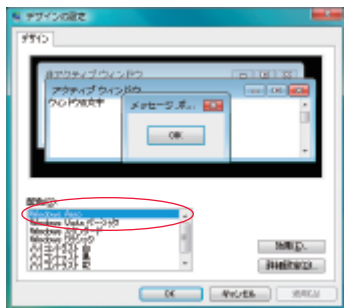 デザインの設定
デザイン
非アクティブ ウィンドウ
アクティブ ウィンドウ
ウィンドウの文字
メッセージ ボ...
OK
配色(C):
Windows Aero
Windows Vista ベーシック
Windows スタンダード
Windows クラシック
ハイコントラスト 白
ハイコントラスト 黒
効果(E)...
詳細設定(D)...
OK
キャンセル
適用(A)